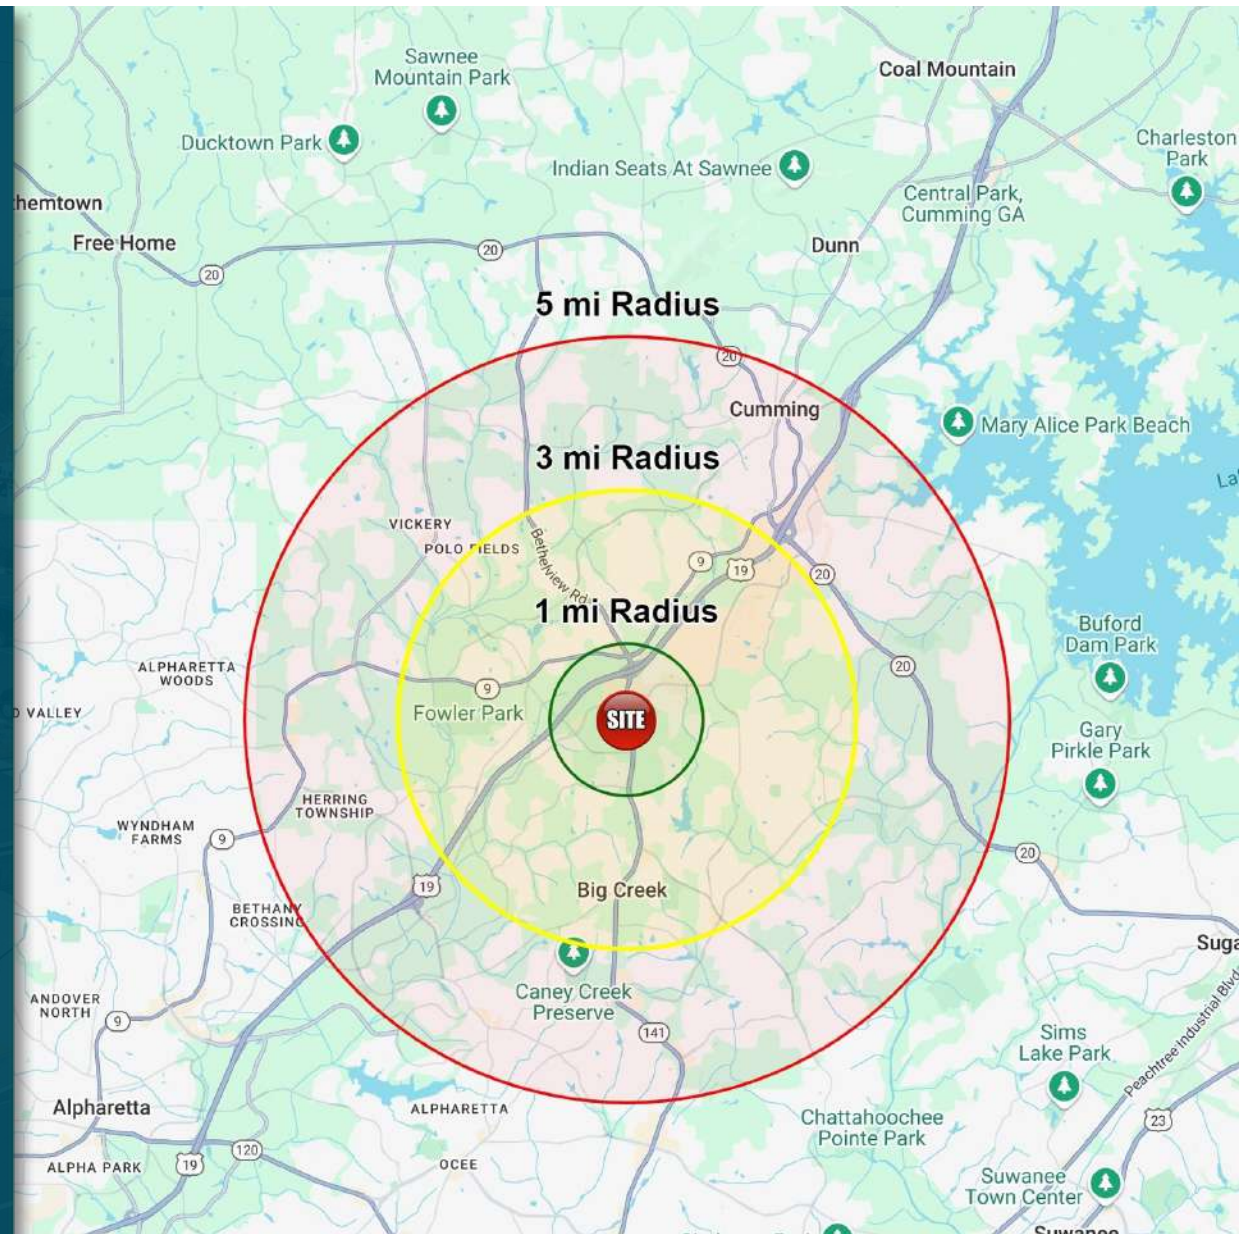 Sawnee
Mountain Park
Coal Mountain
Ducktown Park
Charleston
Park
Indian Seats At Sawnee
Central Park,
Cumming GA
hemtown
Free Home
20
20
Dunn
5 mi Radius
20
Cumming
Mary Alice Park Beach
La
3 mi Radius
VICKERY
POLO FIELDS
Bethelview Rd
9
19
20
1 mi Radius
Buford
Dam Park
ALPHARETTA
WOODS
20
9
VALLEY
Fowler Park
SITE
Gary
Pirkle Park
HERRING
TOWNSHIP
WYNDHAM
FARMS
9
20
19
Big Creek
BETHANY
CROSSING
Suga
Caney Creek
Preserve
ANDOVER
NORTH
9
141
Sims
Lake Park
Peachtree Industrial Blvd
Alpharetta
ALPHARETTA
Chattahoochee
Pointe Park
23
120
ALPHA PARK
19
OCEE
Suwanee
Town Center
Suwanee